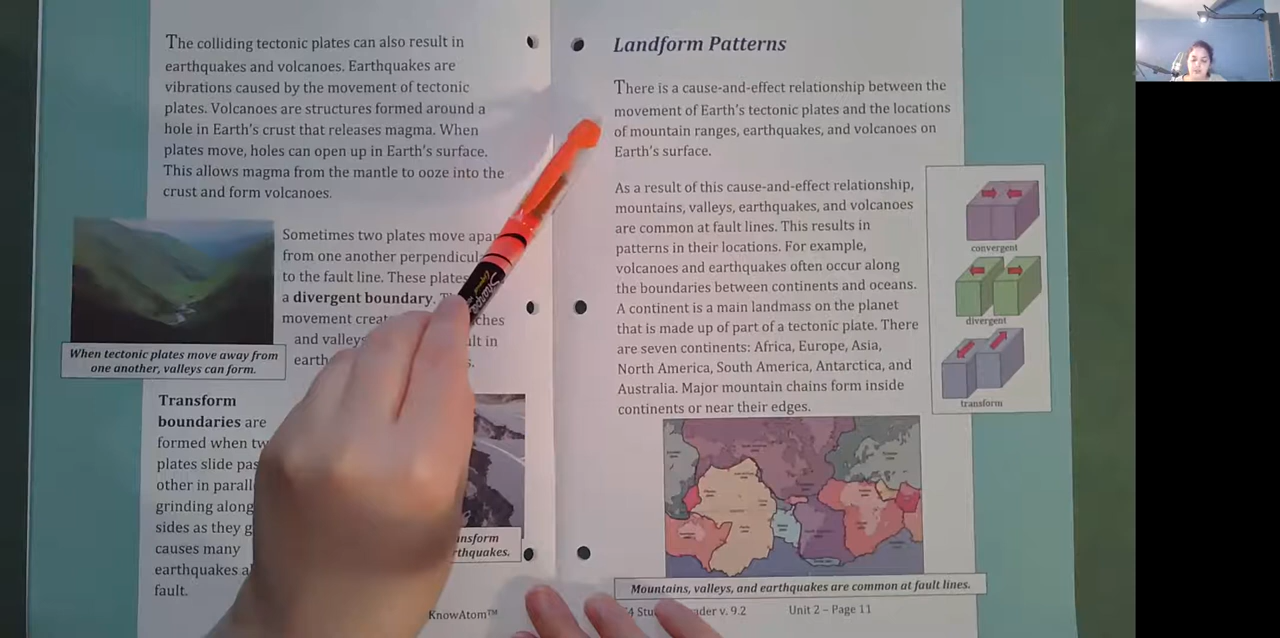 The colliding tectonic plates can also result in
earthquakes and volcanoes. Earthquakes are
vibrations caused by the movement of tectonic
plates. Volcanoes are structures formed around a
hole in Earth's crust that releases magma. When
plates move, holes can open up in Earth's surface.
This allows magma from the mantle to ooze into the
crust and form volcanoes.
Sometimes two plates move apa
from one another perpendicul
to the fault line. These plates
a divergent boundary.
movement creat ches
and valleys lt in
earth s.
When tectonic plates move away from
one another, valleys can form.
Transform
boundaries are
formed when tw
plates slide pas
other in parall
grinding along
sides as they g
causes many
earthquakes a
fault.
nsform
rthquakes.
KnowAtom™
Sharpie
Landform Patterns
There is a cause-and-effect relationship between the
movement of Earth's tectonic plates and the locations
of mountain ranges, earthquakes, and volcanoes on
Earth's surface.
As a result of this cause-and-effect relationship,
mountains, valleys, earthquakes, and volcanoes
are common at fault lines. This results in
patterns in their locations. For example,
volcanoes and earthquakes often occur along
the boundaries between continents and oceans.
A continent is a main landmass on the planet
that is made up of part of a tectonic plate. There
are seven continents: Africa, Europe, Asia,
North America, South America, Antarctica, and
Australia. Major mountain chains form inside
continents or near their edges.
convergent
divergent
transform
Mountains, valleys, and earthquakes are common at fault lines.
4 Stu ader v. 9.2 Unit 2 – Page 11